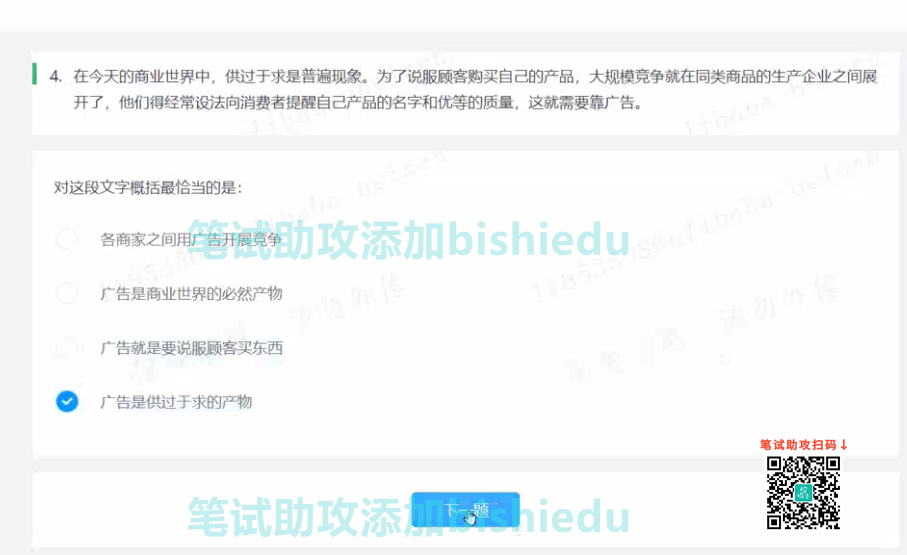 4. 在今天的商业世界中，供过于求是普遍现象。为了说服顾客购买自己的产品，大规模竞争就在同类商品的生产企业之间展
开了，他们得经常设法向消费者提醒自己产品的名字和优等的质量，这就需要靠广告。
对这段文字概括最恰当的是：
各商家之间用广告开展竞争
笔试助攻添加bishiedu
广告是商业世界的必然产物
请勿外传
请勿外传
广告就是要说服顾客买东西
广告是供过于求的产物
笔试助攻扫码↓
下一题
笔试助攻添加bishiedu